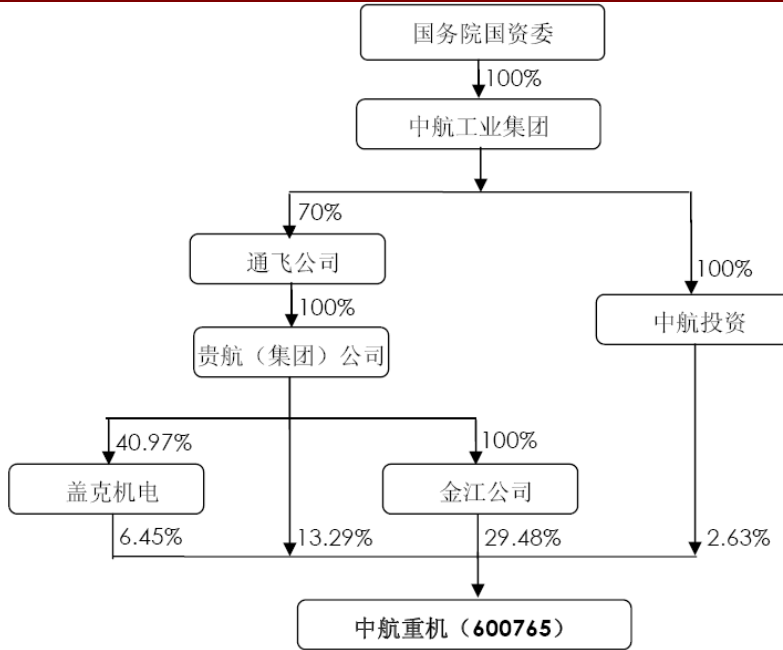 国务院国资委
100%
中航工业集团
70%
通飞公司
100%
100%
中航投资
贵航（集团）公司
40.97%
100%
盖克机电
金江公司
6.45%
13.29%
29.48%
2.63%
中航重机（600765）